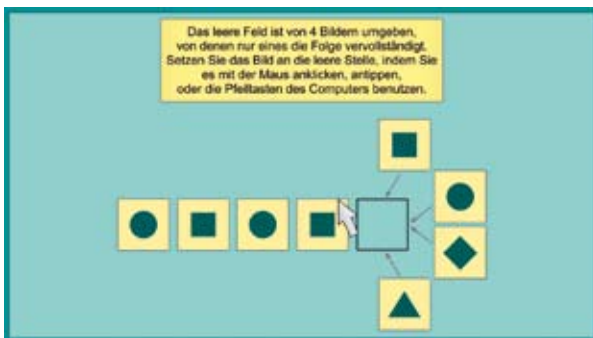 Das leere Feld ist von 4 Bildern umgeben,
von denen nur eines die Folge vervollständigt.
Setzen Sie das Bild an die leere Stelle, indem Sie
es mit der Maus anklicken, antippen,
oder die Pfeiltasten des Computers benutzen.